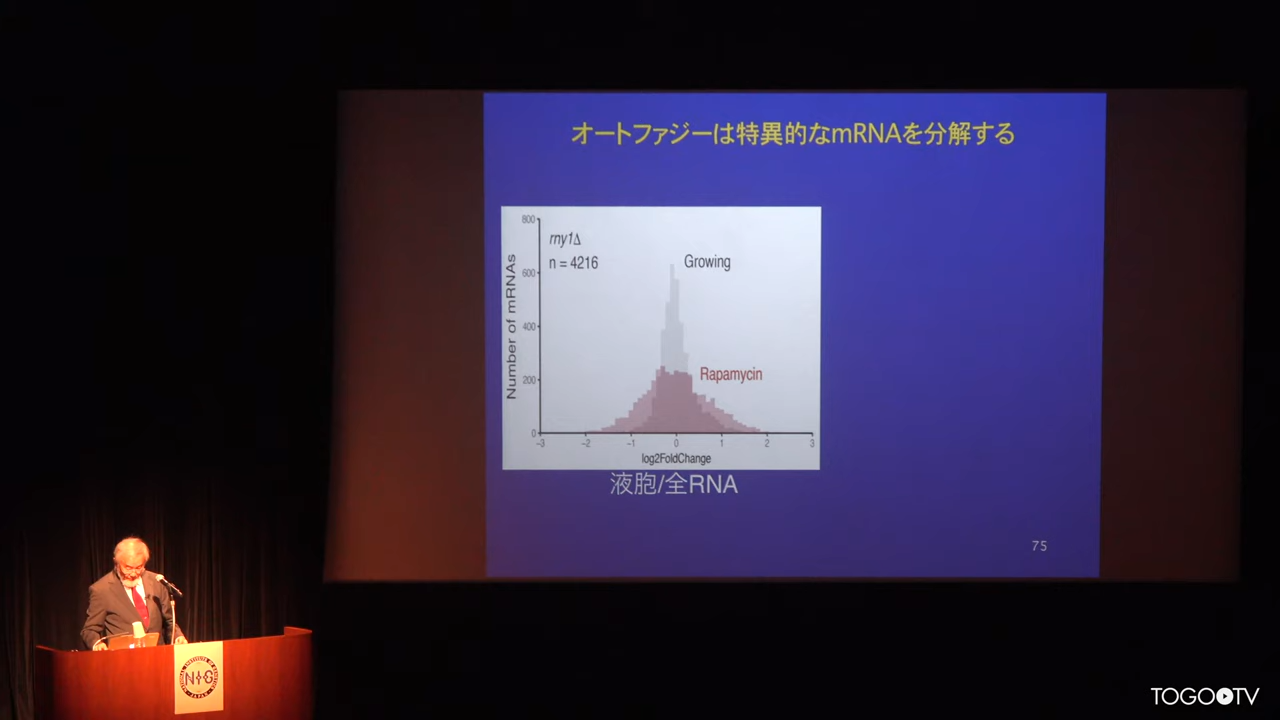 オートファジーは特異的なmRNAを分解する
rny1Δ
n = 4216
Growing
Rapamycin
Number of mRNAs
800
600
400
200
0
-3 -2 -1 0 1 2 3
log2FoldChange
液胞/全RNA
75
NIG
JAPAN
TOGOTV